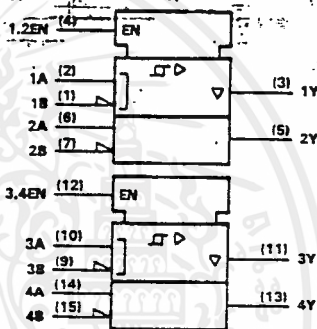 1,2EN (4) EN
1A (2)
1B (1)
(3) 1Y
2A (6)
2B (7)
(5) 2Y
3,4EN (12) EN
3A (10)
3B (9)
(11) 3Y
4A (14)
4B (15)
(13) 4Y